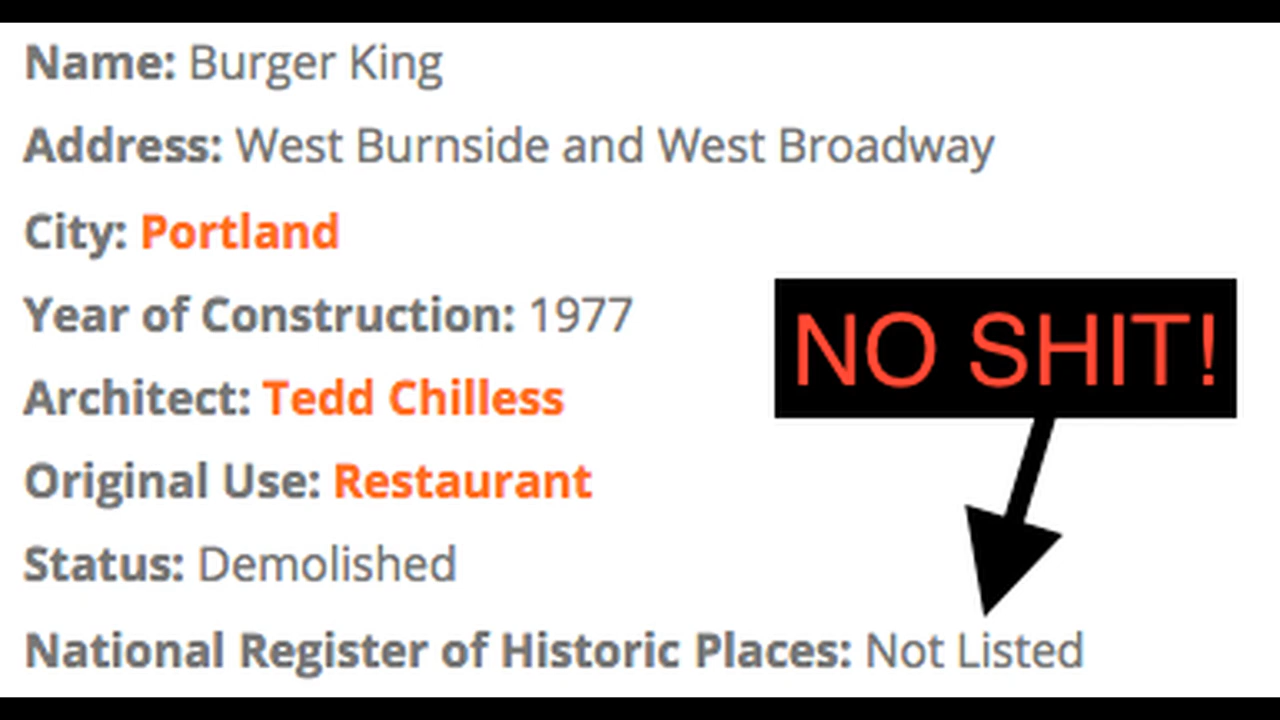 Name: Burger King
Address: West Burnside and West Broadway
City: Portland
Year of Construction: 1977
NO SHIT!
Architect: Tedd Chilless
Original Use: Restaurant
Status: Demolished
National Register of Historic Places: Not Listed